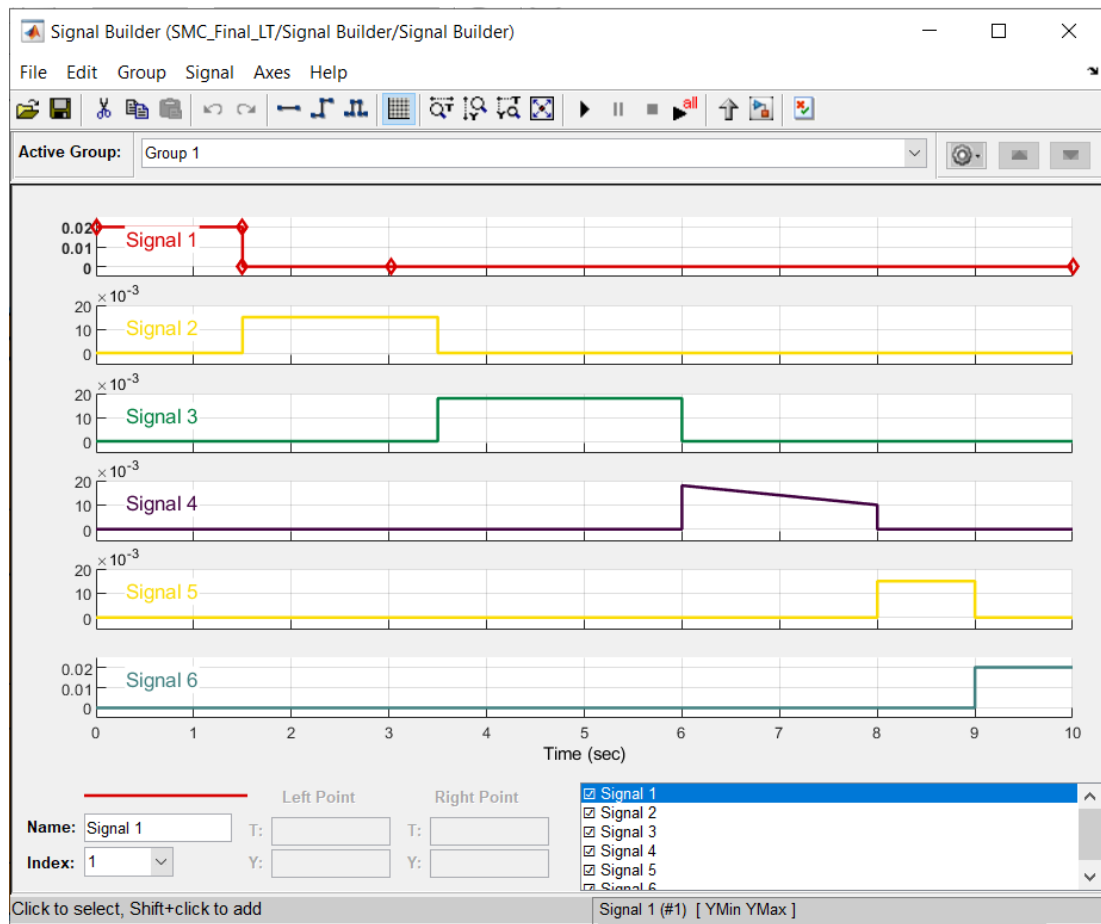 Signal Builder (SMC_Final_LT/Signal Builder/Signal Builder)
File Edit Group Signal Axes Help
all
Active Group: Group 1
0.02
0.01
0
Signal 1
×10-3
20
10
0
Signal 2
×10-3
20
10
0
Signal 3
×10-3
20
10
0
Signal 4
×10-3
20
10
0
Signal 5
0.02
0.01
0
Signal 6
0 1 2 3 4 5 6 7 8 9 10
Time (sec)
Left Point Right Point
Name: Signal 1 T: T:
Index: 1 Y: Y:
Signal 1
Signal 2
Signal 3
Signal 4
Signal 5
Signal 6
Click to select, Shift+click to add Signal 1 (#1) [ YMin YMax ]